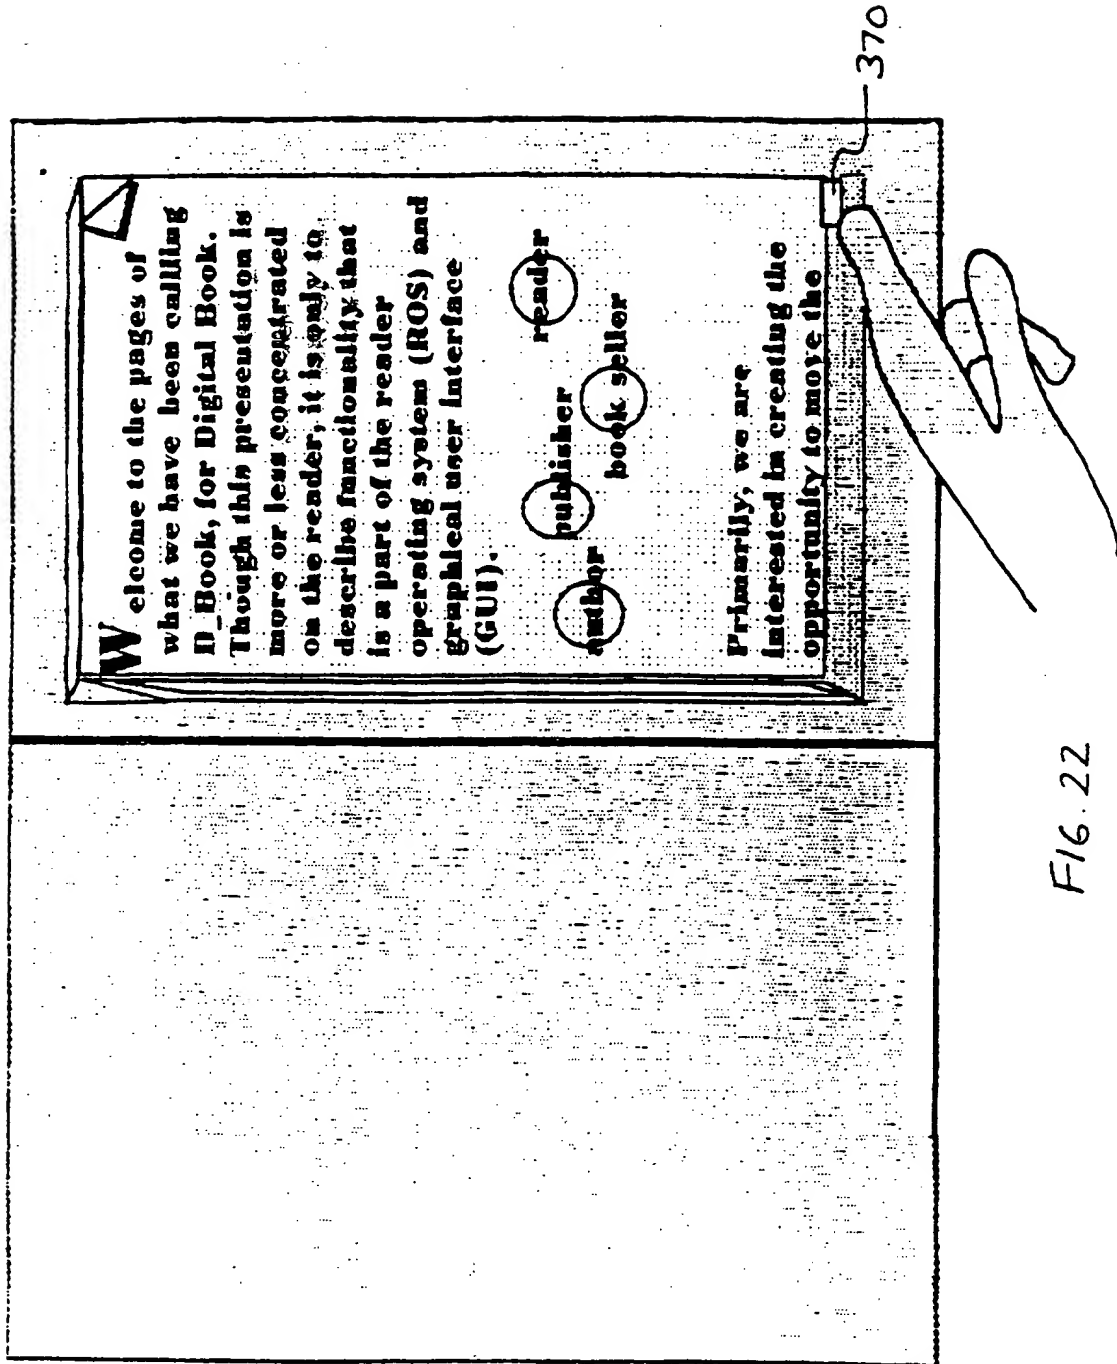 Welcome to the pages of
what we have been calling
D_Book, for Digital Book.
Though this presentation is
more or less concentrated
on the reader, it is only to
describe functionality that
is a part of the reader
operating system (ROS) and
graphical user interface
(GUI).
author
publisher
book seller
reader
Primarily, we are
interested in creating the
opportunity to move the
370
FIG. 22